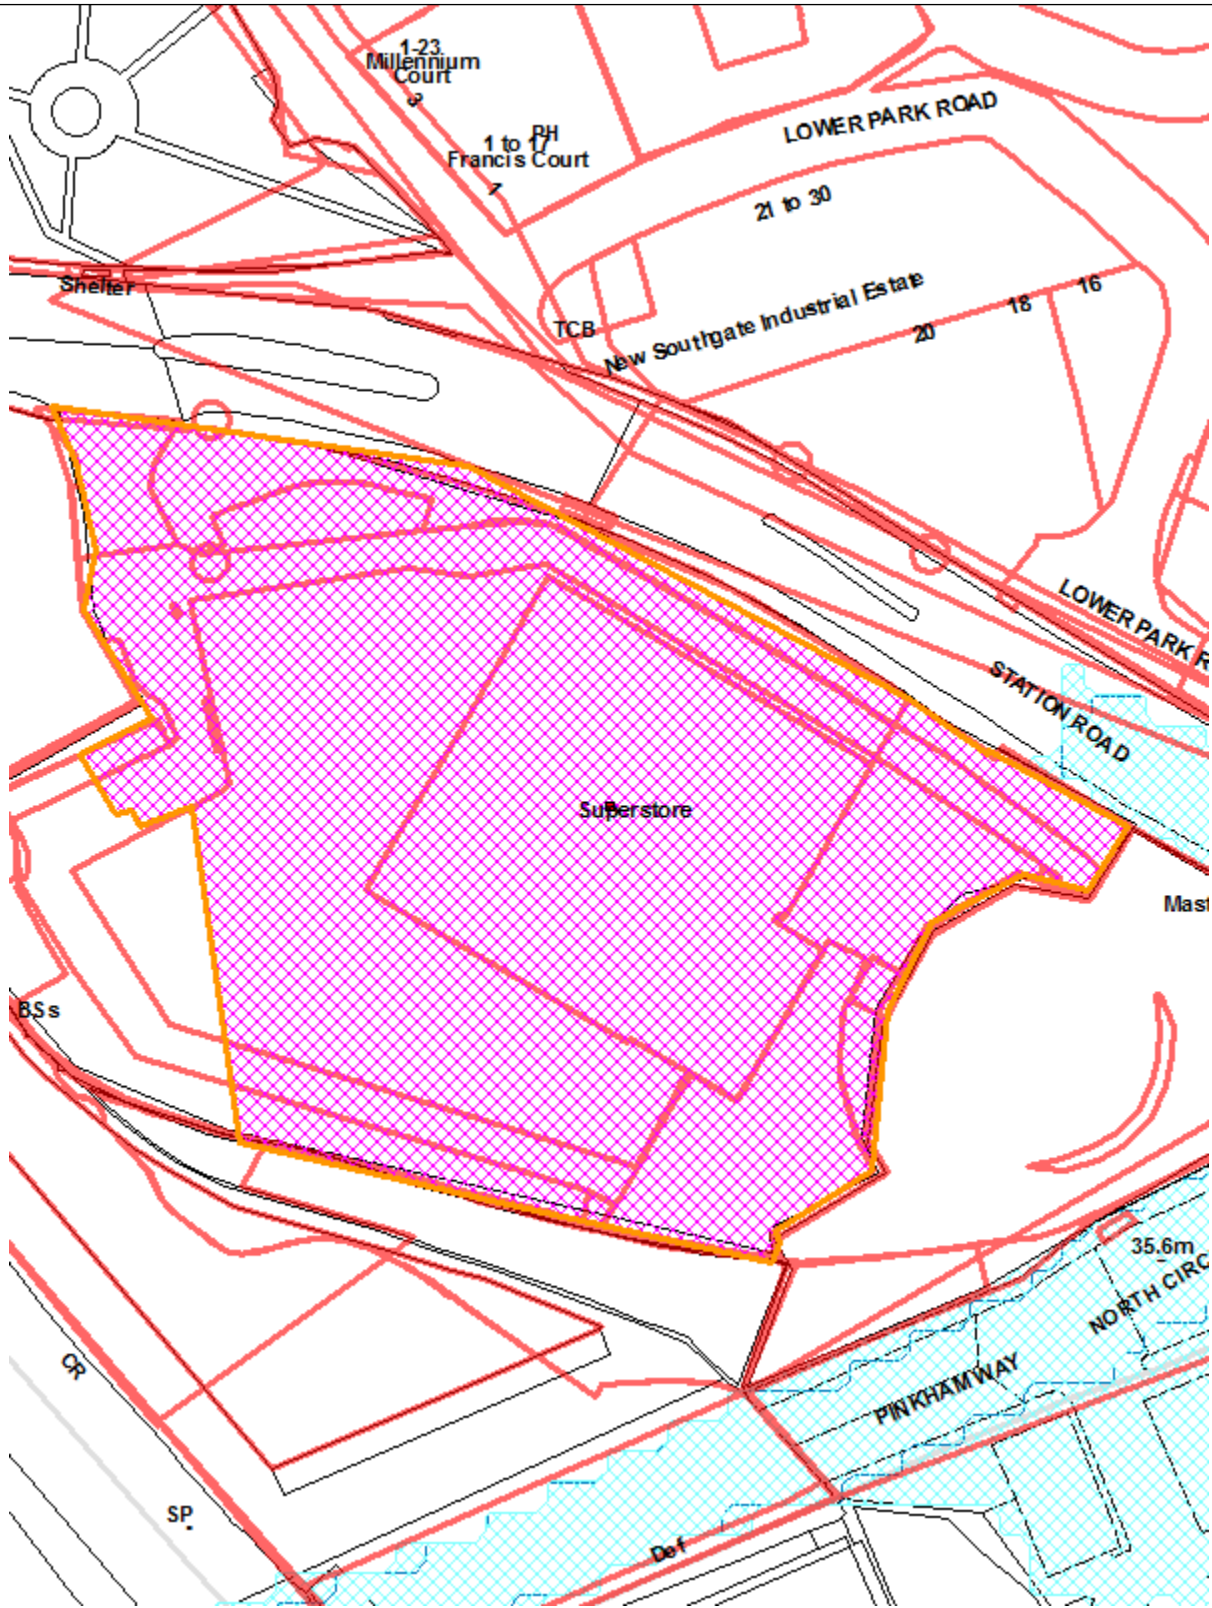 1-23
Millennium
Court
3
PH
1 to 17
Francis Court
1
LOWER PARK ROAD
21 to 30
Shelter
TCB
New Southgate Industrial Estate
16
18
20
LOWER PARK R
STATION ROAD
Superstore
Mast
BSs
35.6m
NORTH CIRC
PINKHAM WAY
CR
SP
Def